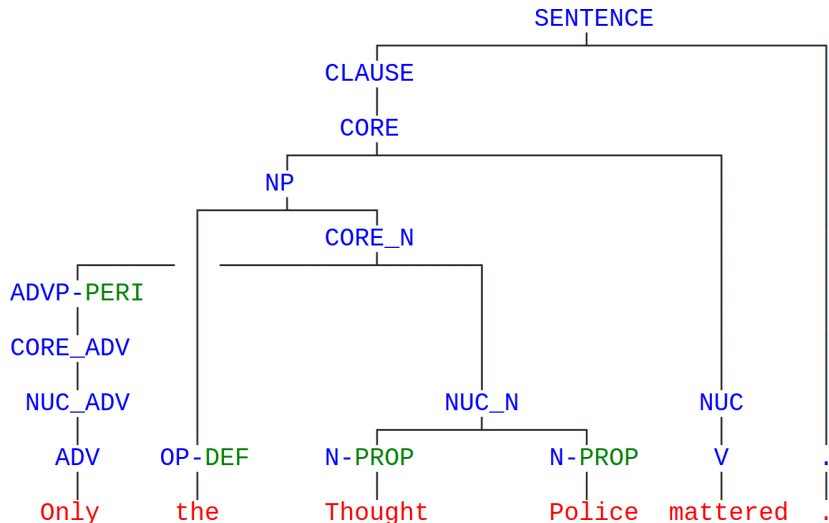 SENTENCE
CLAUSE
CORE
NP
CORE_N
ADVP-PERI
CORE_ADV
NUC_ADV NUC_N NUC
ADV OP-DEF N-PROP N-PROP V .
Only the Thought Police mattered .